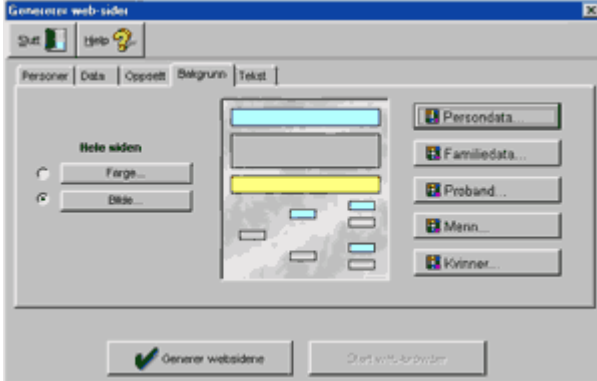 Genererer web-sider
Slutt Hjelp
Personer Data Oppsett Bakgrunn Tekst
Hele siden
Farge...
Bilde...
Persondata...
Familiedata...
Proband...
Menn...
Kvinner...
Generer websidene
Start web-browser